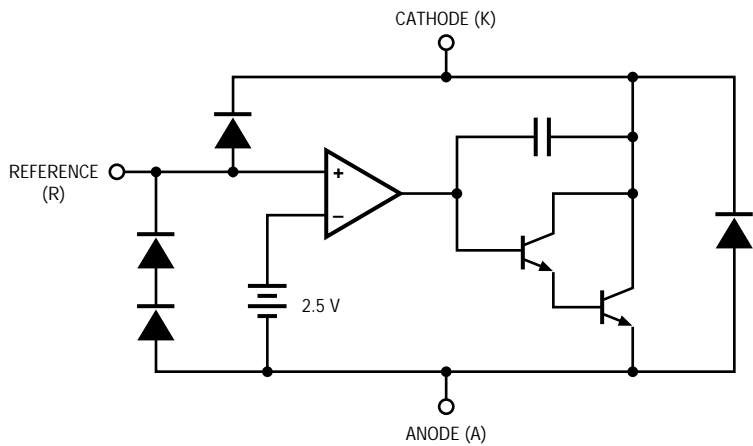 CATHODE (K)
REFERENCE
(R)
+
−
2.5 V
ANODE (A)